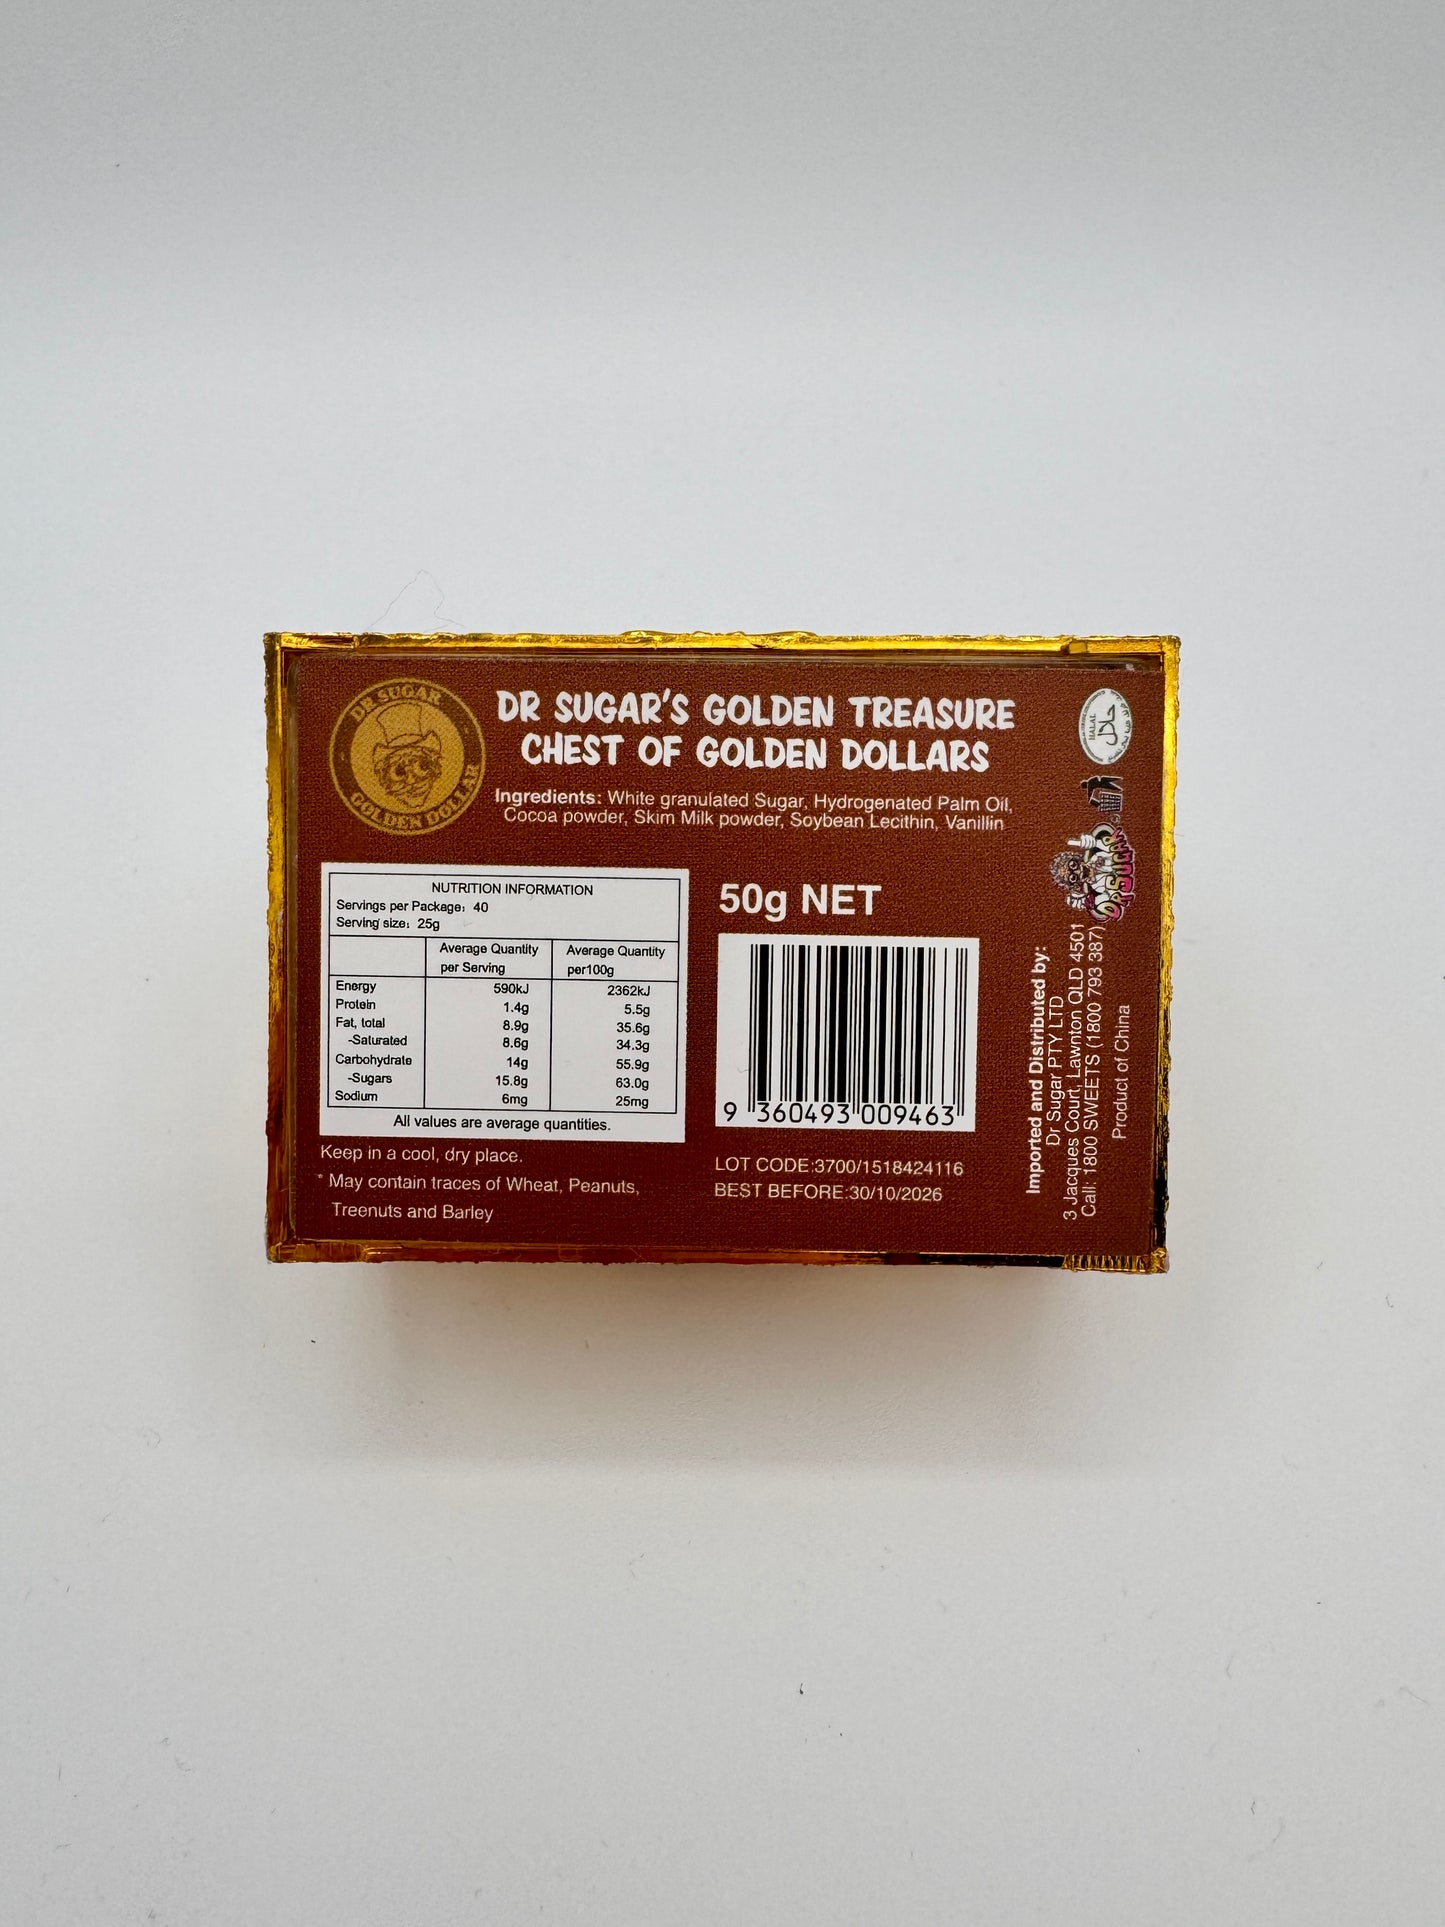 DR SUGAR
GOLDEN DOLLAR
DR SUGAR'S GOLDEN TREASURE
CHEST OF GOLDEN DOLLARS
Ingredients: White granulated Sugar, Hydrogenated Palm Oil,
Cocoa powder, Skim Milk powder, Soybean Lecithin, Vanillin
NUTRITION INFORMATION
Servings per Package: 40
Serving size: 25g
Average Quantity per Serving
Average Quantity per100g
Energy 590kJ 2362kJ
Protein 1.4g 5.5g
Fat, total 8.9g 35.6g
-Saturated 8.6g 34.3g
Carbohydrate 14g 55.9g
-Sugars 15.8g 63.0g
Sodium 6mg 25mg
All values are average quantities.
Keep in a cool, dry place.
* May contain traces of Wheat, Peanuts,
Treenuts and Barley
50g NET
9 360493 009463
LOT CODE:3700/1518424116
BEST BEFORE:30/10/2026
HALAL
حلال
DR SUGAR
Imported and Distributed by:
Dr Sugar PTY LTD
3 Jacques Court, Lawnton QLD 4501
Call: 1800 SWEETS (1800 793 387)
Product of China